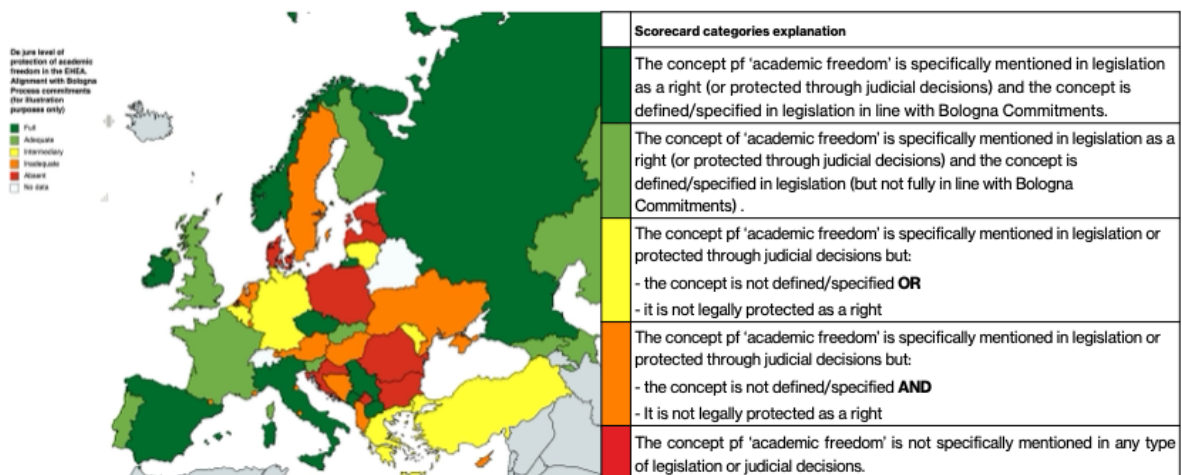 De jure level of
protection of academic
freedom in the EHEA.
Alignment with Bologna
Process commitments
(for illustration
purposes only)
Full
Adequate
Intermediary
Inadequate
Absent
No data
Scorecard categories explanation
The concept pf 'academic freedom' is specifically mentioned in legislation
as a right (or protected through judicial decisions) and the concept is
defined/specified in legislation in line with Bologna Commitments.
The concept of 'academic freedom' is specifically mentioned in legislation as a
right (or protected through judicial decisions) and the concept is
defined/specified in legislation (but not fully in line with Bologna
Commitments) .
The concept pf 'academic freedom' is specifically mentioned in legislation or
protected through judicial decisions but:
- the concept is not defined/specified OR
- it is not legally protected as a right
The concept pf 'academic freedom' is specifically mentioned in legislation or
protected through judicial decisions but:
- the concept is not defined/specified AND
- It is not legally protected as a right
The concept pf 'academic freedom' is not specifically mentioned in any type
of legislation or judicial decisions.